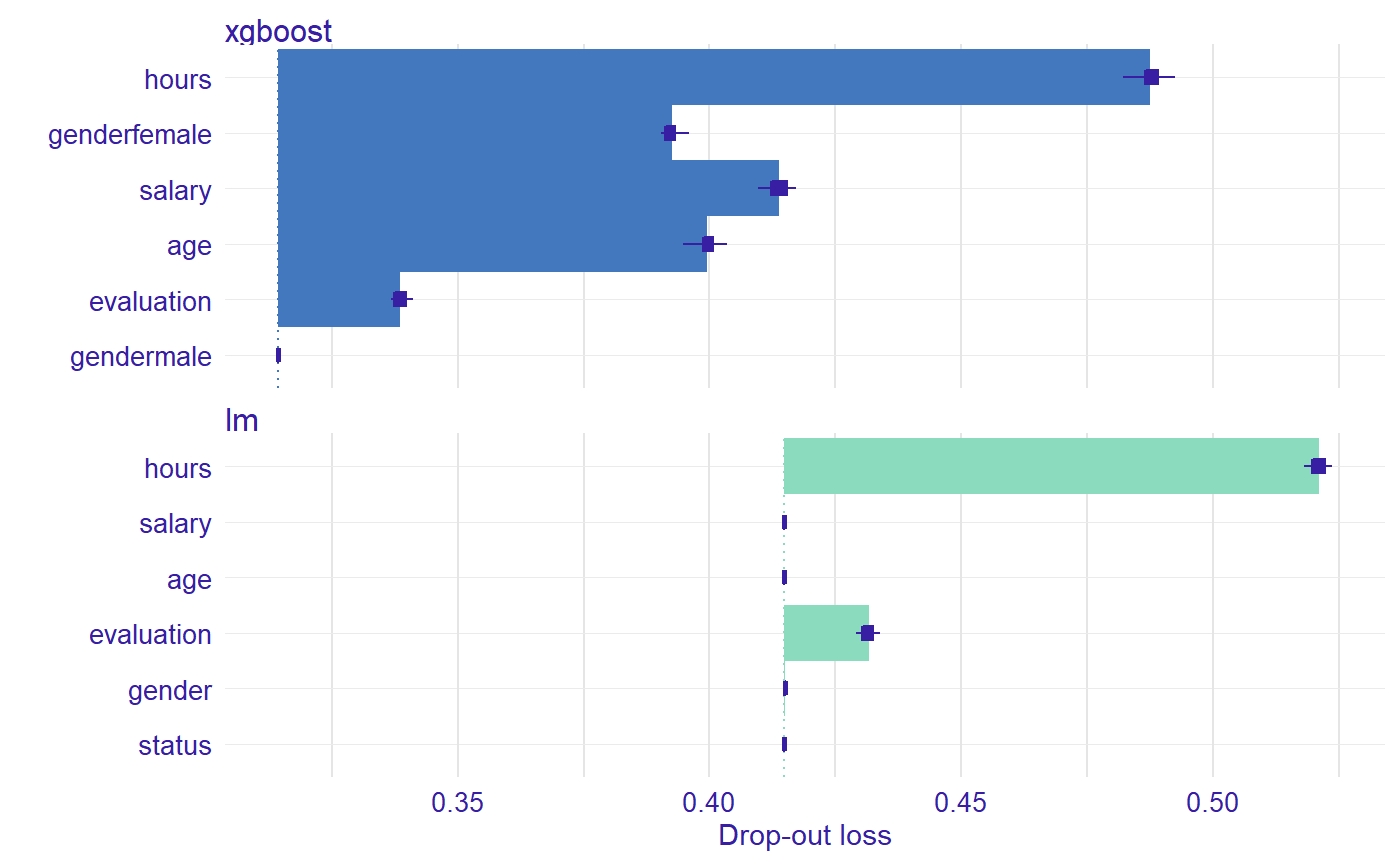 xgboost
hours
genderfemale
salary
age
evaluation
gendermale
lm
hours
salary
age
evaluation
gender
status
0.35 0.40 0.45 0.50
Drop-out loss